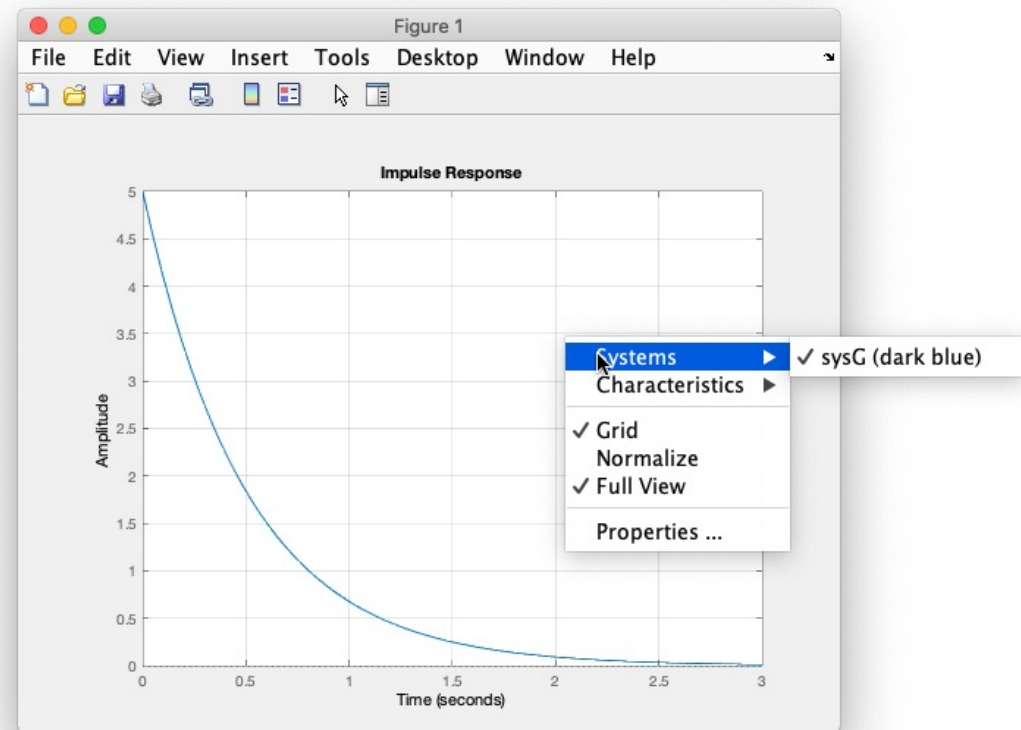 Figure 1
File Edit View Insert Tools Desktop Window Help
Impulse Response
5
4.5
4
3.5
3
2.5
2
1.5
1
0.5
0
Amplitude
0 0.5 1 1.5 2 2.5 3
Time (seconds)
Systems
Characteristics
Grid
Normalize
Full View
Properties ...
sysG (dark blue)